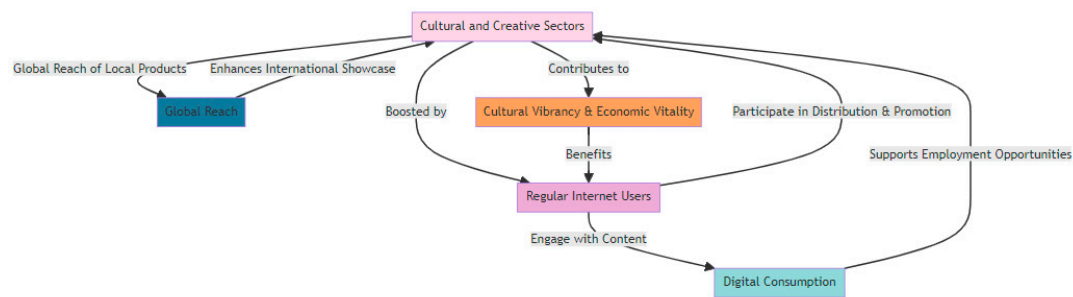 Cultural and Creative Sectors
Global Reach of Local Products
Enhances International Showcase
Contributes to
Global Reach
Boosted by
Cultural Vibrancy & Economic Vitality
Participate in Distribution & Promotion
Benefits
Supports Employment Opportunities
Regular Internet Users
Engage with Content
Digital Consumption